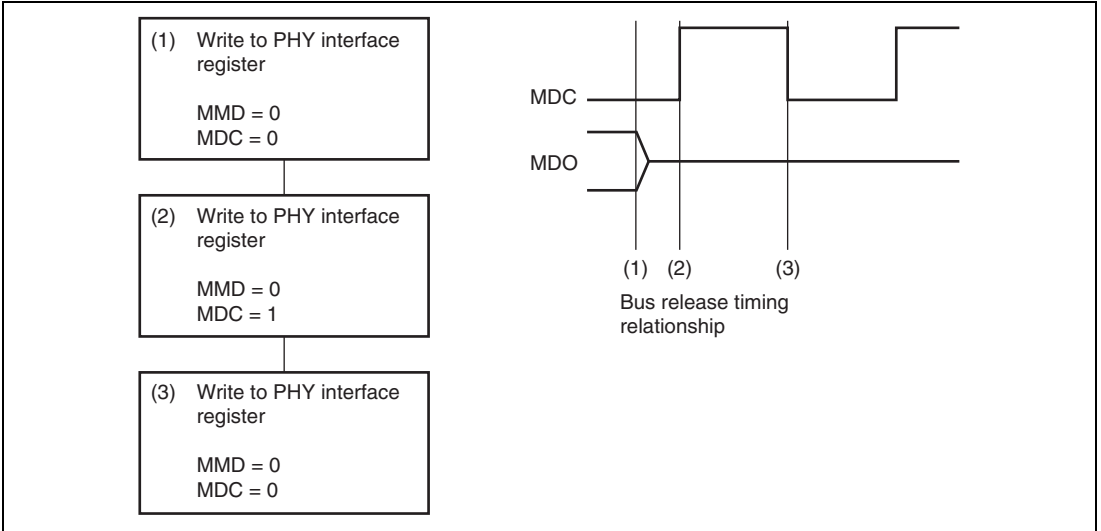 (1) Write to PHY interface
register
MMD = 0
MDC = 0
(2) Write to PHY interface
register
MMD = 0
MDC = 1
(3) Write to PHY interface
register
MMD = 0
MDC = 0
MDC
MDO
(1) (2) (3)
Bus release timing
relationship